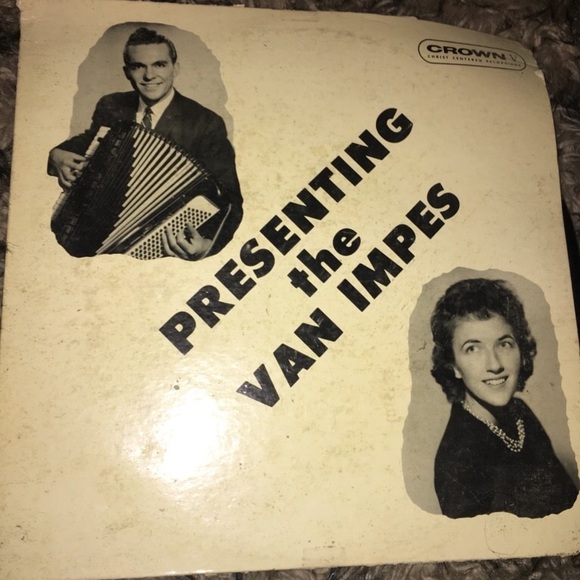 CROWN
CHRIST CENTERED RECORDINGS
PRESENTING
the
VAN IMPES